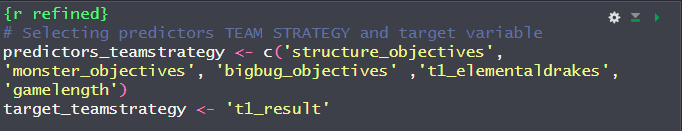 {r refined}
# Selecting predictors TEAM STRATEGY and target variable
predictors_teamstrategy <- c('structure_objectives',
'monster_objectives', 'bigbug_objectives' ,'t1_elementaldrakes',
'gamelength')
target_teamstrategy <- 't1_result'